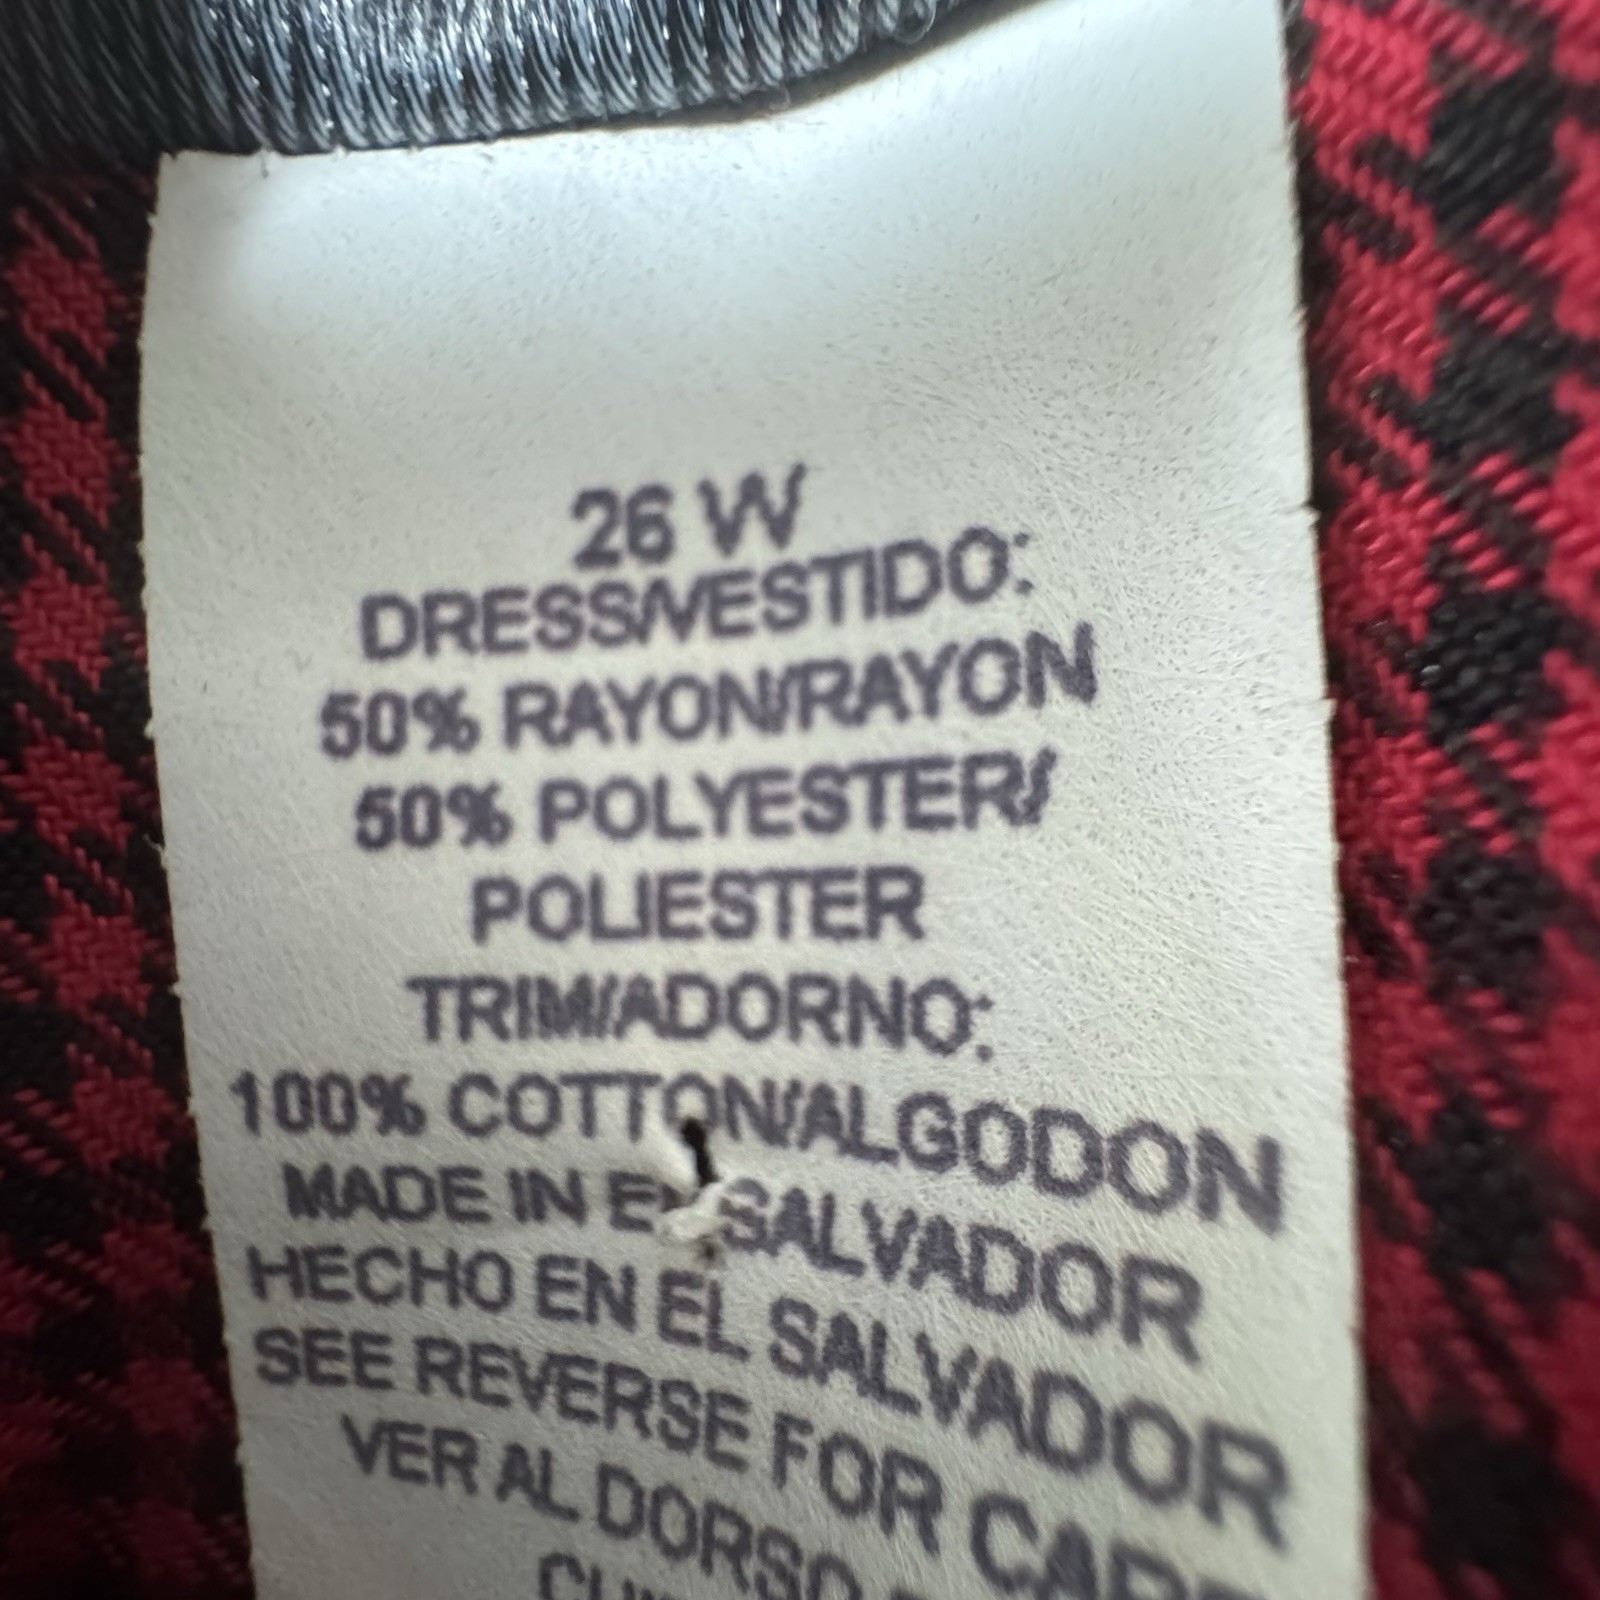 26 W
DRESS/VESTIDO:
50% RAYON/RAYON
50% POLYESTER/
POLIESTER
TRIM/ADORNO:
100% COTTON/ALGODON
MADE IN EL SALVADOR
HECHO EN EL SALVADOR
SEE REVERSE FOR CARE
VER AL DORSO